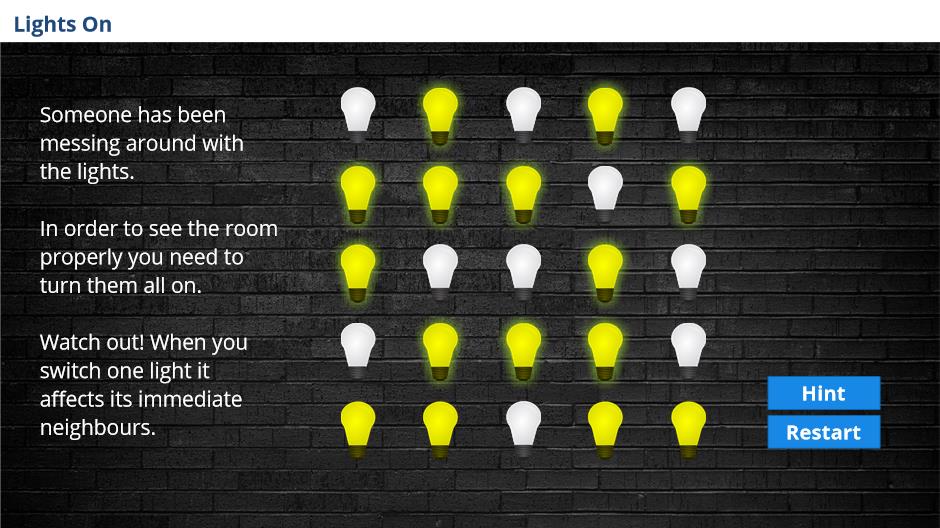 Lights On
Someone has been
messing around with
the lights.
In order to see the room
properly you need to
turn them all on.
Watch out! When you
switch one light it
affects its immediate
neighbours.
Hint
Restart